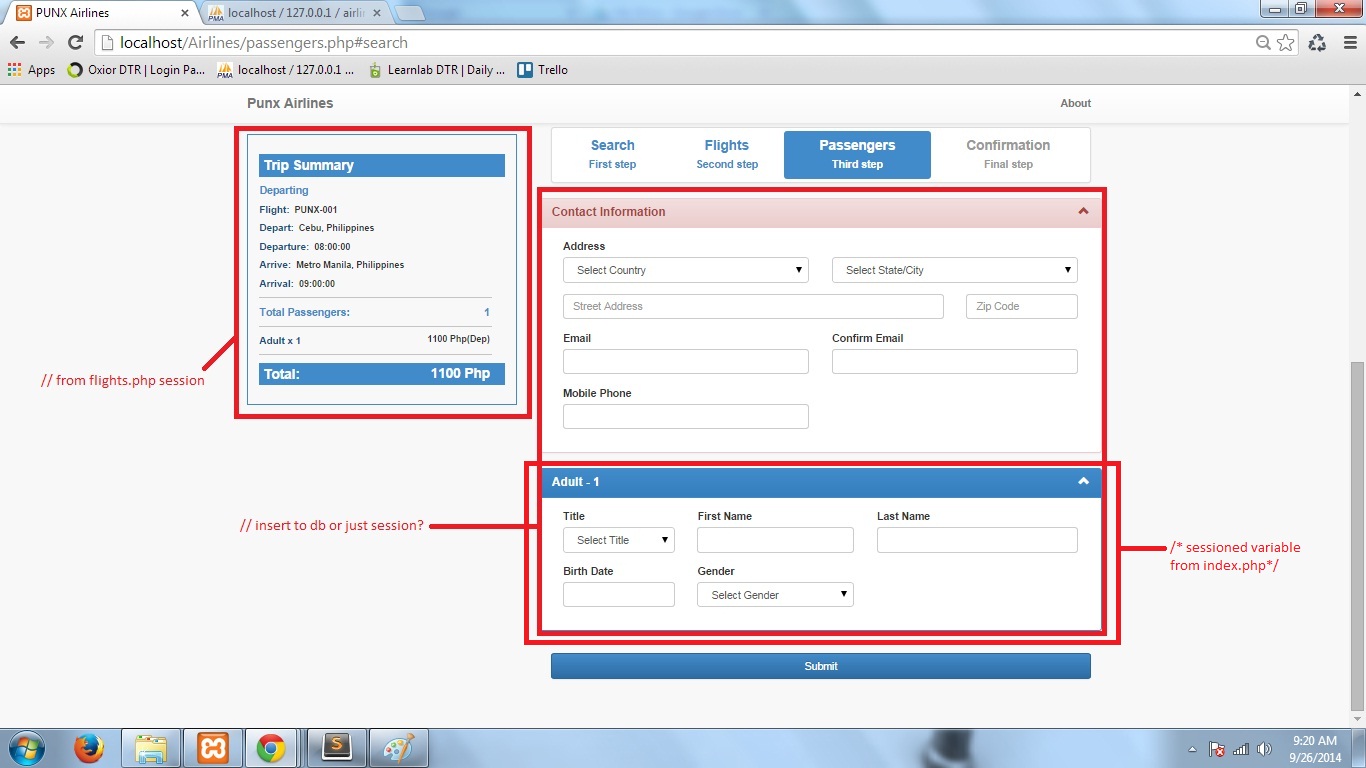 PUNX Airlines
localhost / 127.0.0.1 / airlin
localhost/Airlines/passengers.php#search
Apps
Oxior DTR | Login Pa...
localhost / 127.0.0.1 ...
Learnlab DTR | Daily ...
Trello
Punx Airlines
About
Trip Summary
Departing
Flight: PUNX-001
Depart: Cebu, Philippines
Departure: 08:00:00
Arrive: Metro Manila, Philippines
Arrival: 09:00:00
Total Passengers: 1
Adult x 1 1100 Php(Dep)
Total: 1100 Php
// from flights.php session
Search
First step
Flights
Second step
Passengers
Third step
Confirmation
Final step
Contact Information
Address
Select Country
Select State/City
Street Address
Zip Code
Email
Confirm Email
Mobile Phone
Adult - 1
Title
First Name
Last Name
Select Title
Birth Date
Gender
Select Gender
// insert to db or just session?
/* sessioned variable
from index.php*/
Submit
9:20 AM
9/26/2014